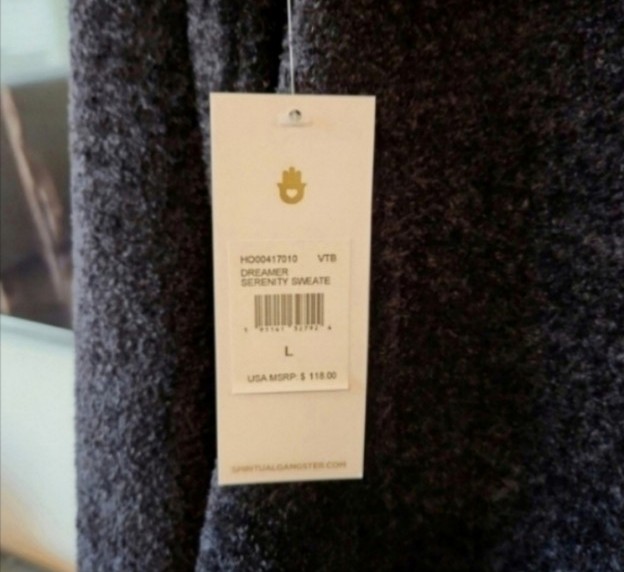 HO00417010 VTB
DREAMER
SERENITY SWEATE
L
USA MSRP: $ 118.00
SPIRITUALGANGSTER.COM